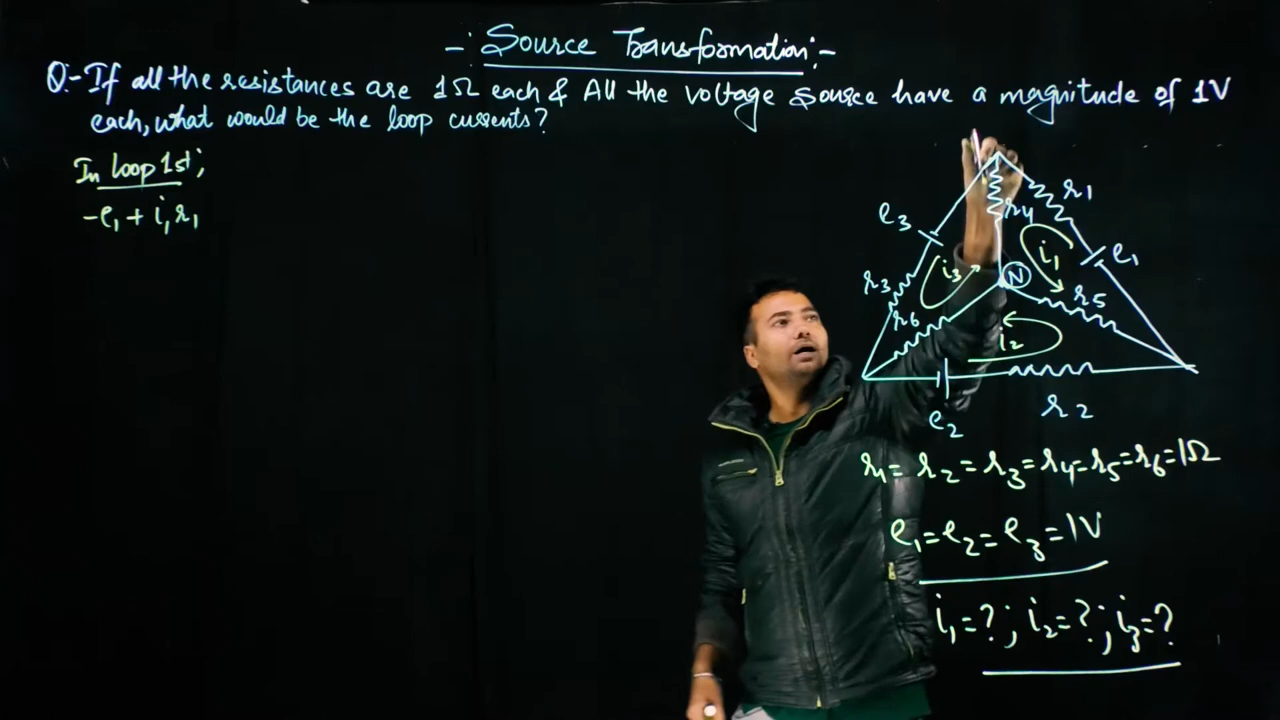 -: Source Transformation:-
Q:- If all the resistances are 1Ω each & All the voltage source have a magnitude of 1V
each, what would be the loop currents?
In loop 1st;
-e₁ + i₁r₁
r₁
r₄
e₃
e₁
i₁
i₃
N
r₃
r₅
r₆
i₂
e₂
r₂
r₁ = r₂ = r₃ = r₄ = r₅ = r₆ = 1Ω
e₁ = e₂ = e₃ = 1V
i₁ = ? ; i₂ = ? ; i₃ = ?